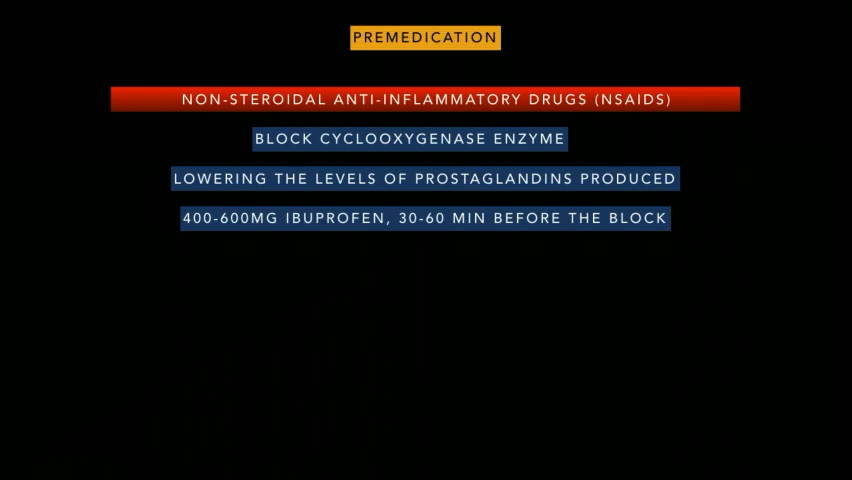 PREMEDICATION
NON-STEROIDAL ANTI-INFLAMMATORY DRUGS (NSAIDS)
BLOCK CYCLOOXYGENASE ENZYME
LOWERING THE LEVELS OF PROSTAGLANDINS PRODUCED
400-600MG IBUPROFEN, 30-60 MIN BEFORE THE BLOCK